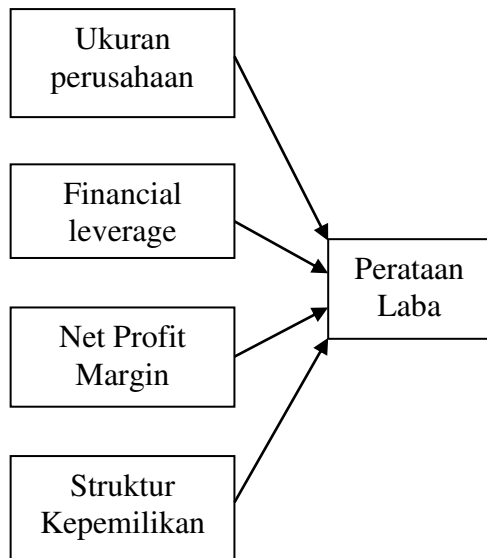 Ukuran
perusahaan
Financial
leverage
Perataan
Laba
Net Profit
Margin
Struktur
Kepemilikan